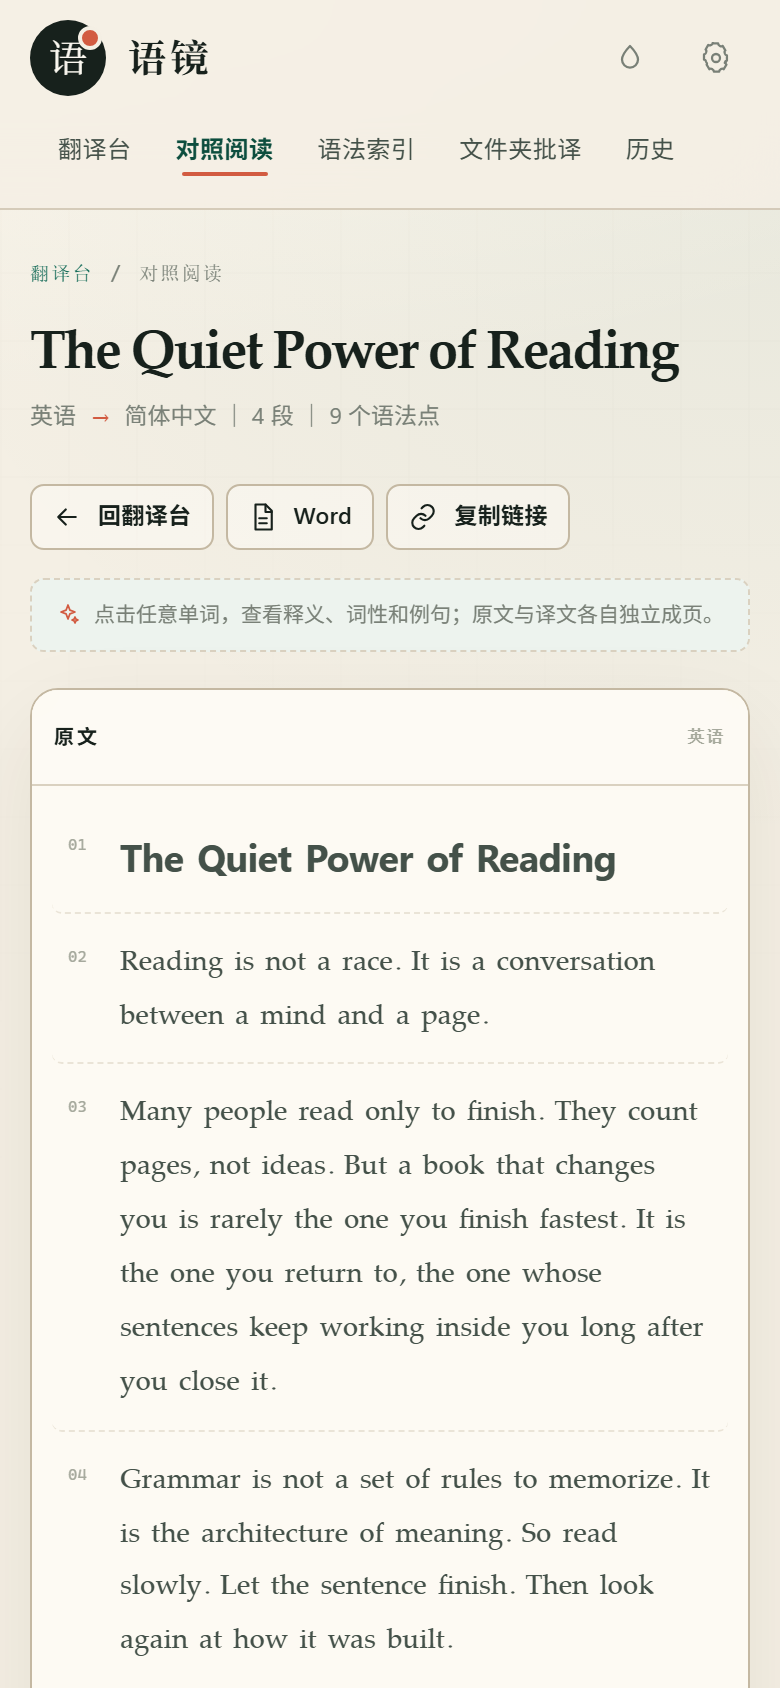 语 语镜
翻译台 对照阅读 语法索引 文件夹批译 历史
翻译台 / 对照阅读
The Quiet Power of Reading
英语 → 简体中文 | 4 段 | 9 个语法点
← 回翻译台 Word 复制链接
点击任意单词，查看释义、词性和例句；原文与译文各自独立成页。
原文 英语
01 The Quiet Power of Reading
02 Reading is not a race. It is a conversation
between a mind and a page.
03 Many people read only to finish. They count
pages, not ideas. But a book that changes
you is rarely the one you finish fastest. It is
the one you return to, the one whose
sentences keep working inside you long after
you close it.
04 Grammar is not a set of rules to memorize. It
is the architecture of meaning. So read
slowly. Let the sentence finish. Then look
again at how it was built.